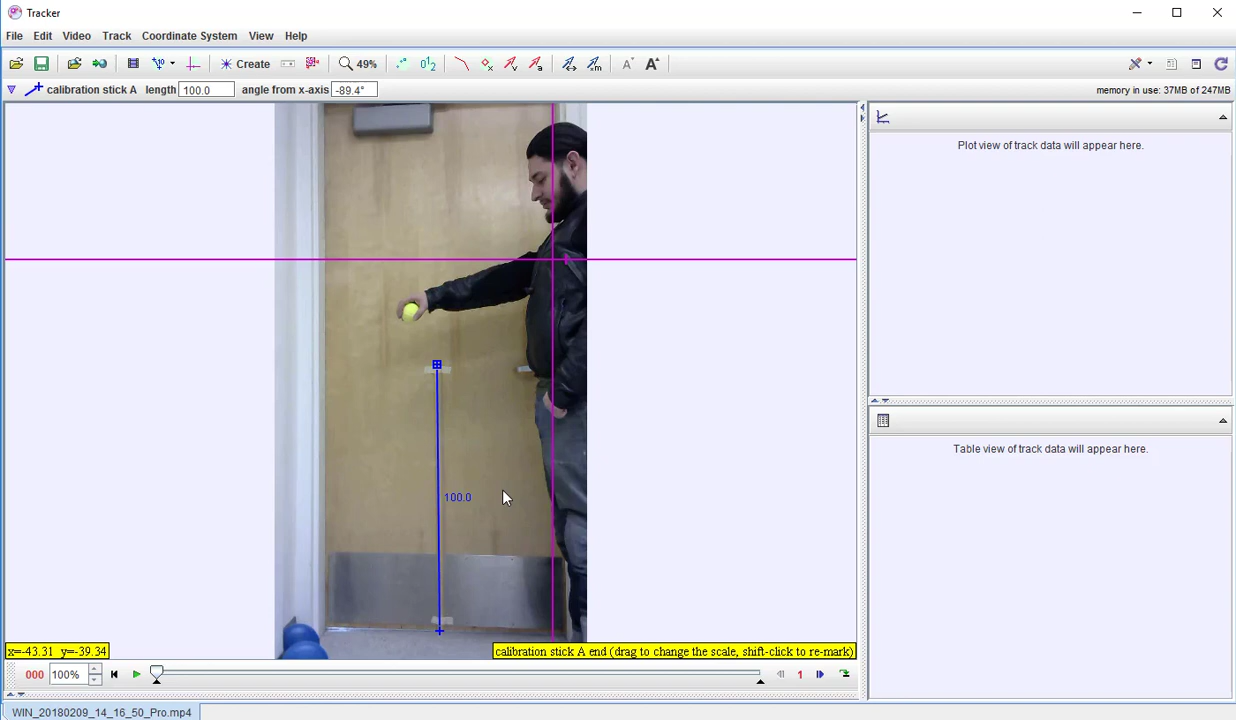 Tracker
File Edit Video Track Coordinate System View Help
Create 49%
calibration stick A length 100.0 angle from x-axis -89.4° memory in use: 37MB of 247MB
Plot view of track data will appear here.
Table view of track data will appear here.
100.0
x=-43.31 y=-39.34 calibration stick A end (drag to change the scale, shift-click to re-mark)
000 100% 1
WIN_20180209_14_16_50_Pro.mp4